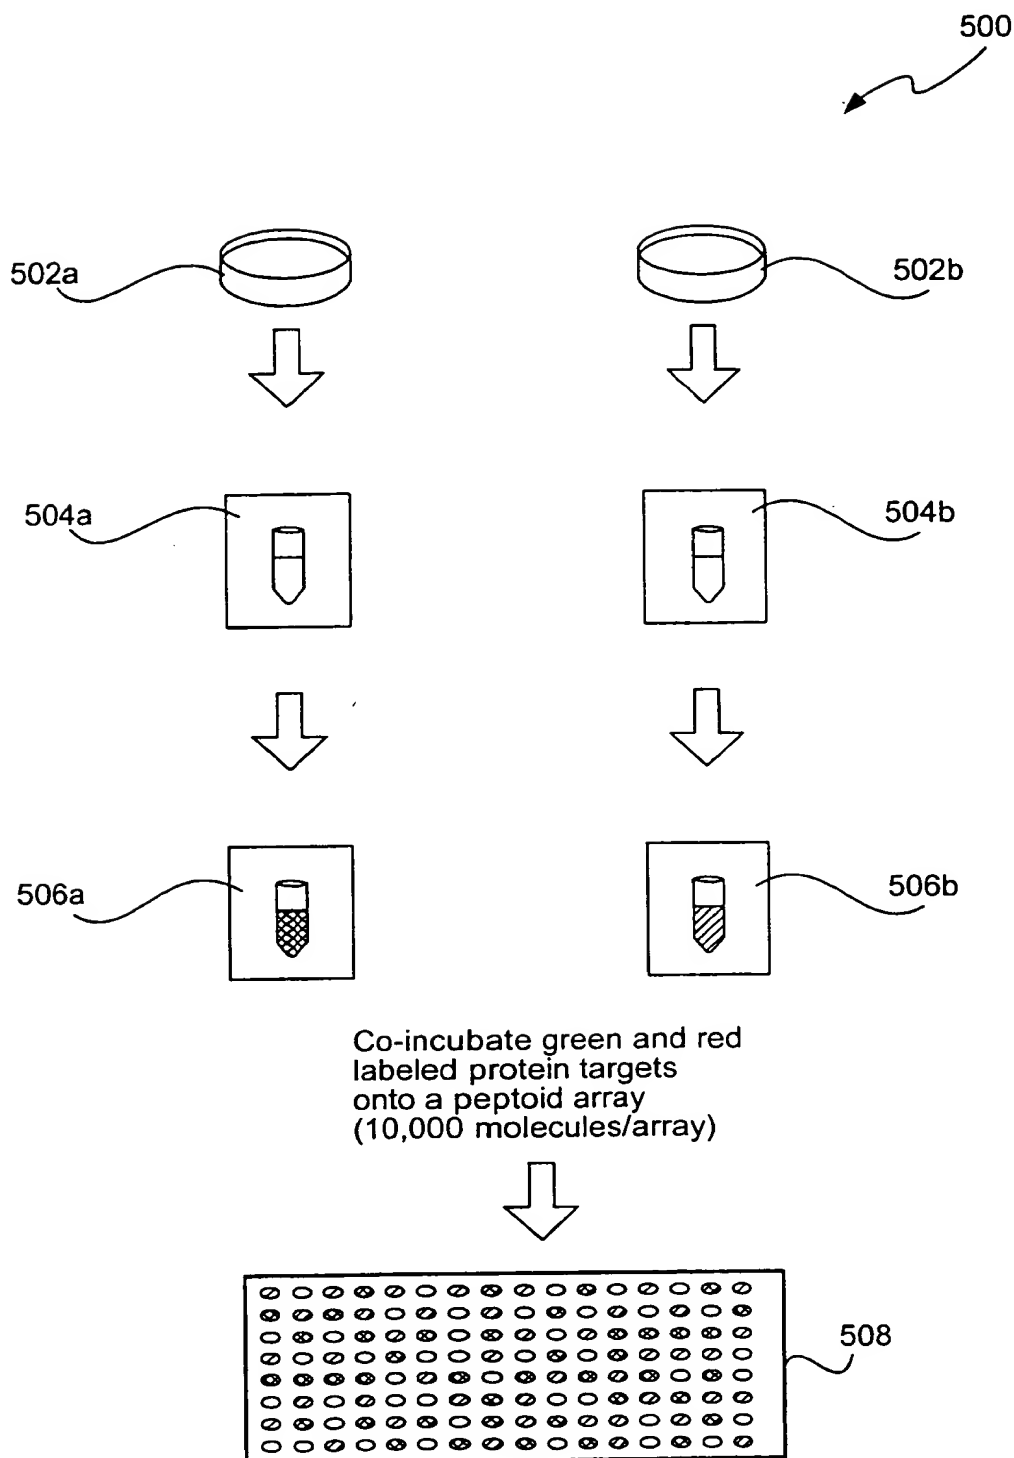 500
502a
502b
504a
504b
506a
506b
Co-incubate green and red
labeled protein targets
onto a peptoid array
(10,000 molecules/array)
508